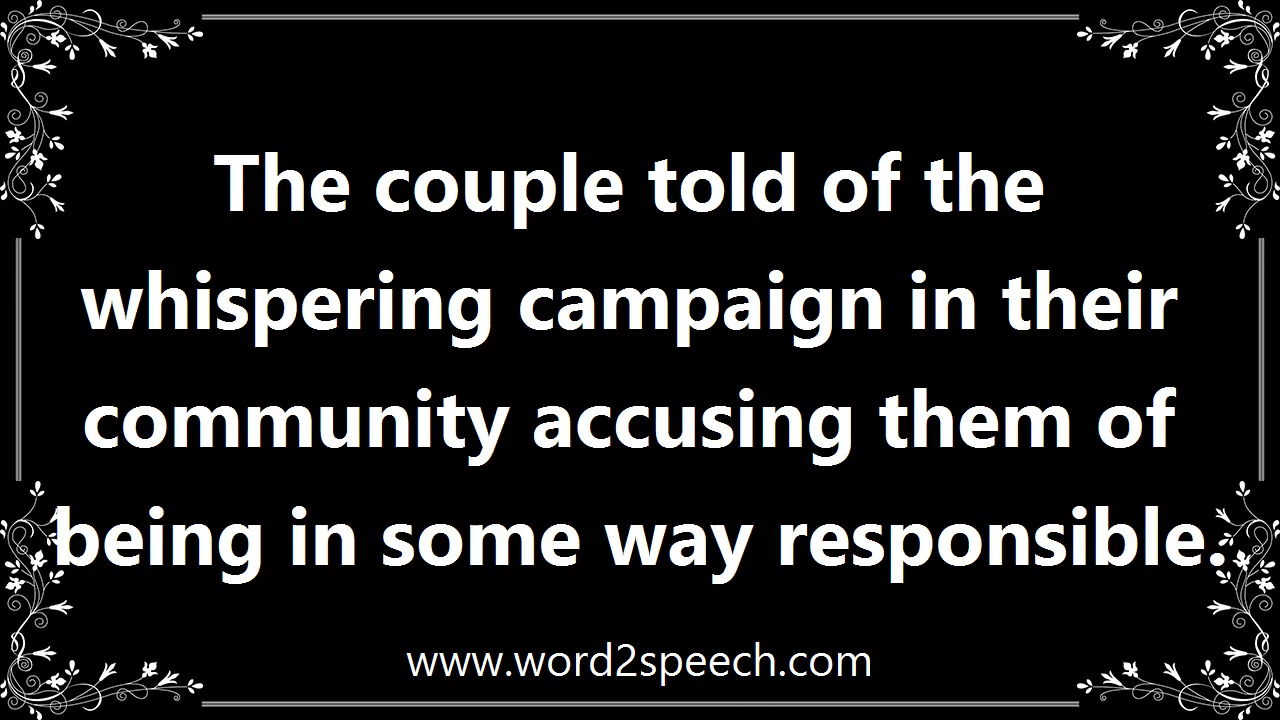 The couple told of the
whispering campaign in their
community accusing them of
being in some way responsible.
www.word2speech.com